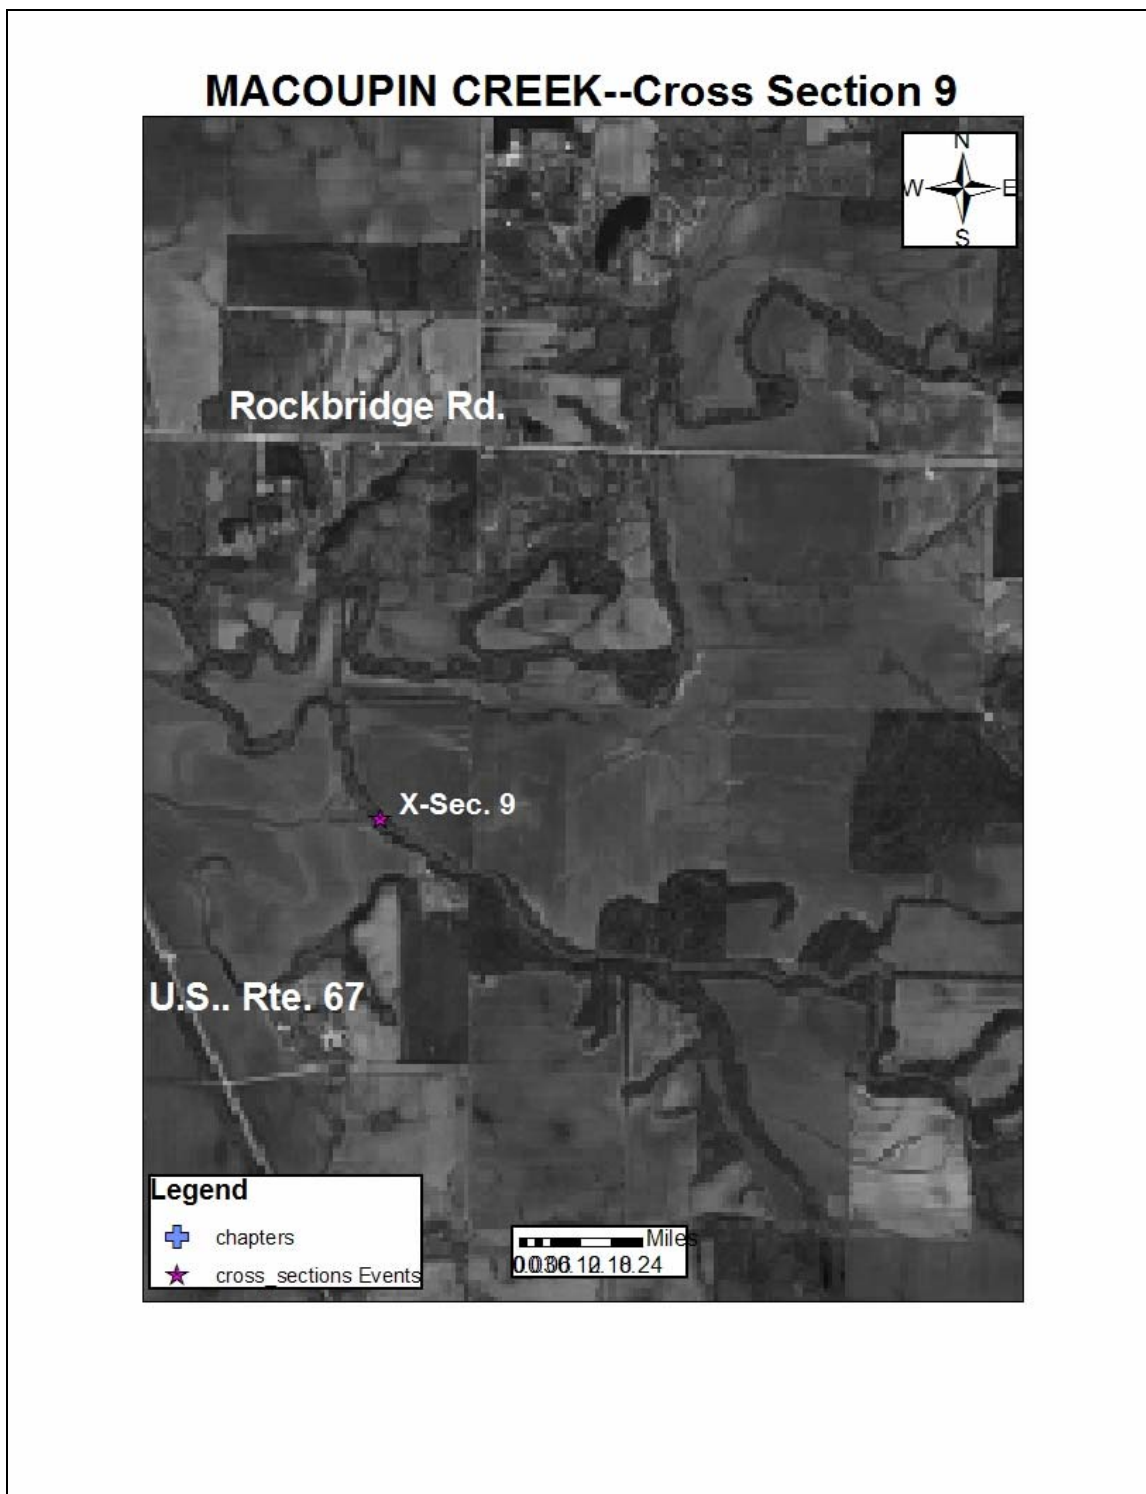 MACOUPIN CREEK--Cross Section 9
N
W E
S
Rockbridge Rd.
X-Sec. 9
U.S.. Rte. 67
Legend
chapters
cross_sections Events
Miles